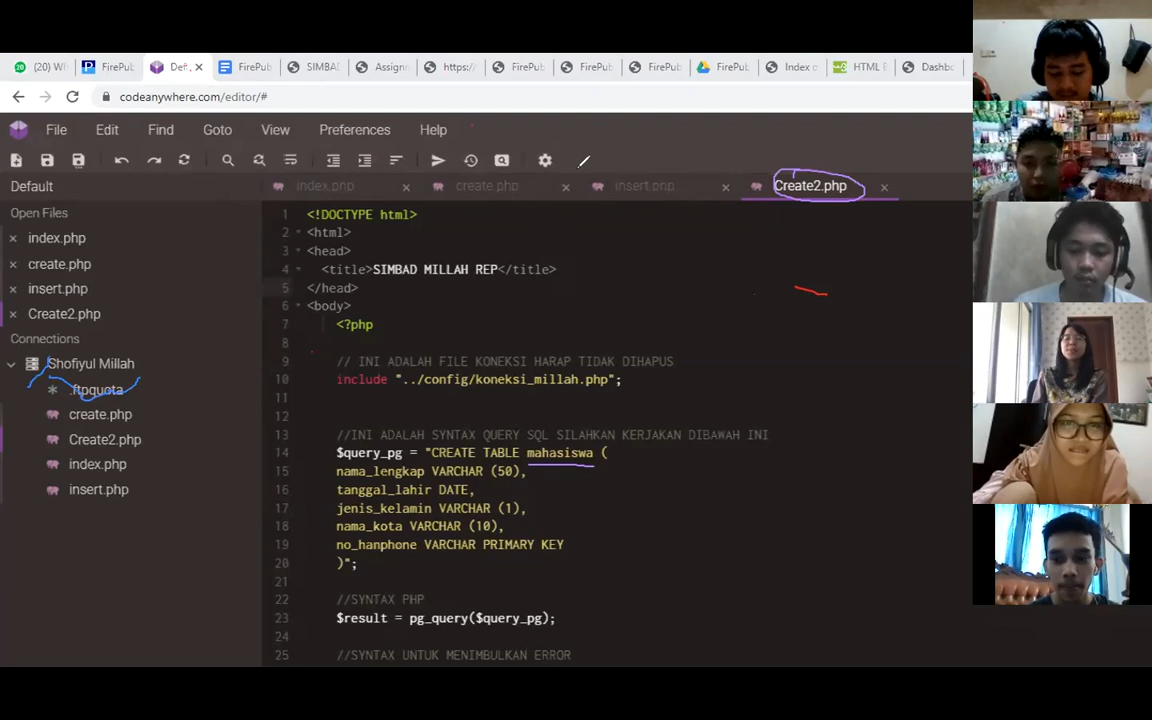 (20) W
FirePub
Def
FirePub
SIMBAD
Assign
https:/
FirePub
FirePub
FirePub
FirePub
Index o
HTML
Dashbo
codeanywhere.com/editor/#
File Edit Find Goto View Preferences Help
Default
index.php create.php insert.php Create2.php
Open Files
index.php
create.php
insert.php
Create2.php
Connections
Shofiyul Millah
.ftpquota
create.php
Create2.php
index.php
insert.php
1 <!DOCTYPE html>
2 <html>
3 <head>
4 <title>SIMBAD MILLAH REP</title>
5 </head>
6 <body>
7 <?php
8
9 // INI ADALAH FILE KONEKSI HARAP TIDAK DIHAPUS
10 include "../config/koneksi_millah.php";
11
12
13 //INI ADALAH SYNTAX QUERY SQL SILAHKAN KERJAKAN DIBAWAH INI
14 $query_pg = "CREATE TABLE mahasiswa (
15 nama_lengkap VARCHAR (50),
16 tanggal_lahir DATE,
17 jenis_kelamin VARCHAR (1),
18 nama_kota VARCHAR (10),
19 no_hanphone VARCHAR PRIMARY KEY
20 )";
21
22 //SYNTAX PHP
23 $result = pg_query($query_pg);
24
25 //SYNTAX UNTUK MENIMBULKAN ERROR